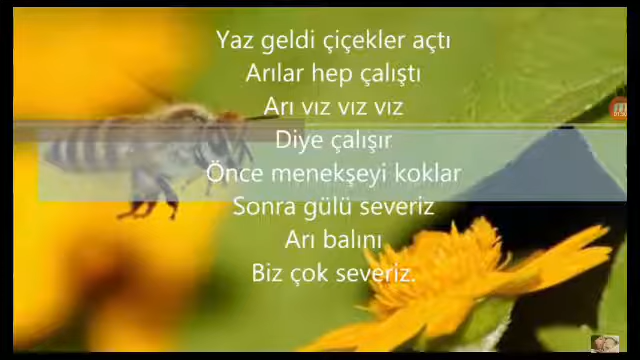 Yaz geldi çiçekler açtı
Arılar hep çalıştı
Arı vız vız vız
Diye çalışır
Önce menekşeyi koklar
Sonra gülü severiz
Arı balını
Biz çok severiz.